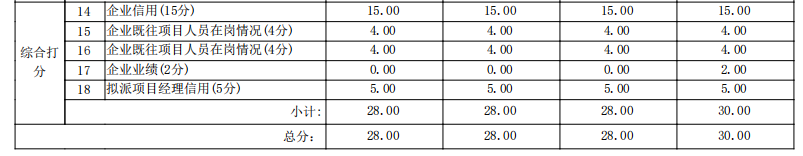 14 企业信用(15分) 15.00 15.00 15.00 15.00
15 企业既往项目人员在岗情况(4分) 4.00 4.00 4.00 4.00
综合打分 16 企业既往项目人员在岗情况(4分) 4.00 4.00 4.00 4.00
17 企业业绩(2分) 0.00 0.00 0.00 2.00
18 拟派项目经理信用(5分) 5.00 5.00 5.00 5.00
小计: 28.00 28.00 28.00 30.00
总分: 28.00 28.00 28.00 30.00